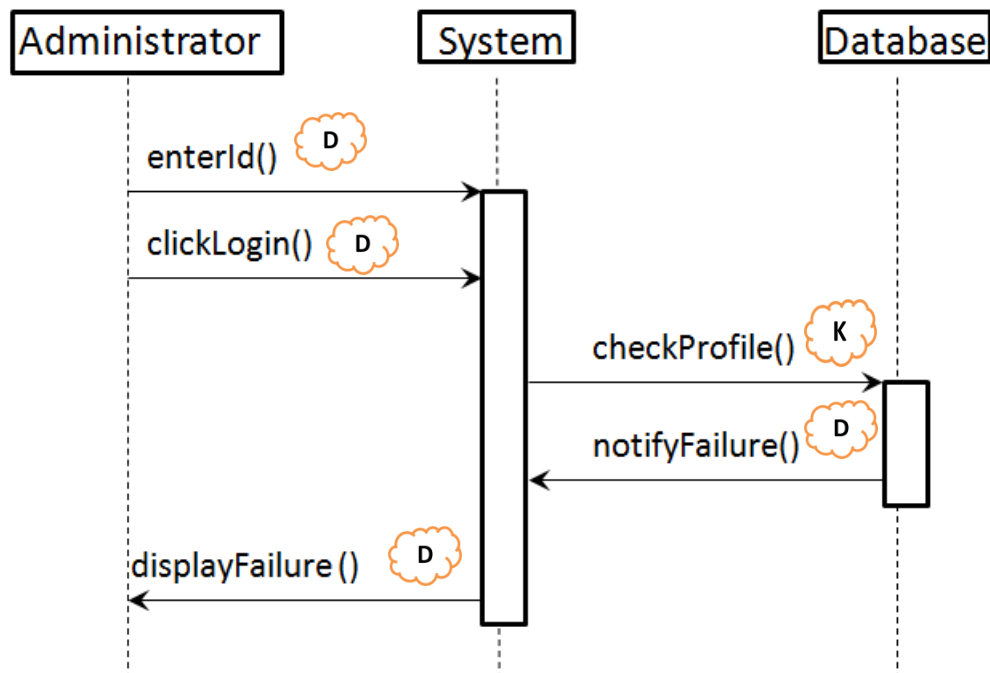 Administrator System Database
enterId() D
clickLogin() D
checkProfile() K
notifyFailure() D
displayFailure () D